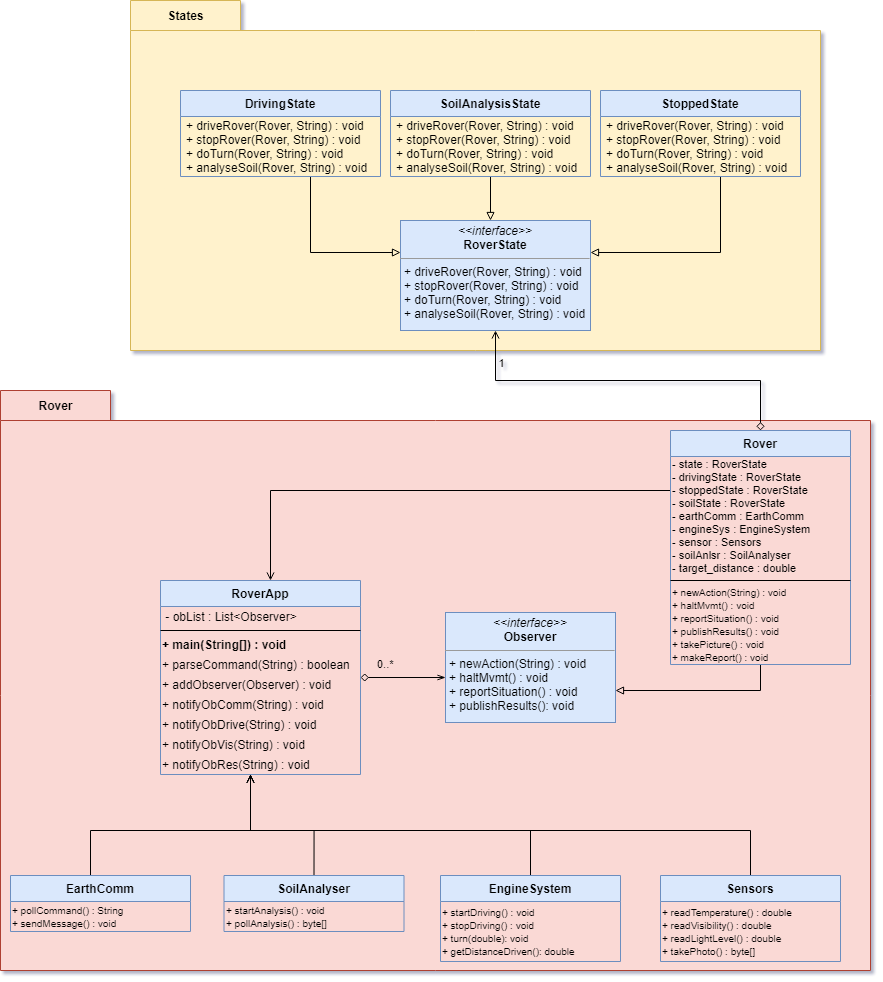 States
DrivingState
+ driveRover(Rover, String) : void
+ stopRover(Rover, String) : void
+ doTurn(Rover, String) : void
+ analyseSoil(Rover, String) : void
SoilAnalysisState
+ driveRover(Rover, String) : void
+ stopRover(Rover, String) : void
+ doTurn(Rover, String) : void
+ analyseSoil(Rover, String) : void
StoppedState
+ driveRover(Rover, String) : void
+ stopRover(Rover, String) : void
+ doTurn(Rover, String) : void
+ analyseSoil(Rover, String) : void
<<interface>>
RoverState
+ driveRover(Rover, String) : void
+ stopRover(Rover, String) : void
+ doTurn(Rover, String) : void
+ analyseSoil(Rover, String) : void
1
Rover
Rover
- state : RoverState
- drivingState : RoverState
- stoppedState : RoverState
- soilState : RoverState
- earthComm : EarthComm
- engineSys : EngineSystem
- sensor : Sensors
- soilAnlsr : SoilAnalyser
- target_distance : double
+ newAction(String) : void
+ haltMvmt() : void
+ reportSituation() : void
+ publishResults() : void
+ takePicture() : void
+ makeReport() : void
RoverApp
- obList : List<Observer>
+ main(String[]) : void
+ parseCommand(String) : boolean
+ addObserver(Observer) : void
+ notifyObComm(String) : void
+ notifyObDrive(String) : void
+ notifyObVis(String) : void
+ notifyObRes(String) : void
0..*
<<interface>>
Observer
+ newAction(String) : void
+ haltMvmt() : void
+ reportSituation() : void
+ publishResults(): void
EarthComm
+ pollCommand() : String
+ sendMessage() : void
SoilAnalyser
+ startAnalysis() : void
+ pollAnalysis() : byte[]
EngineSystem
+ startDriving() : void
+ stopDriving() : void
+ turn(double): void
+ getDistanceDriven(): double
Sensors
+ readTemperature() : double
+ readVisibility() : double
+ readLightLevel() : double
+ takePhoto() : byte[]